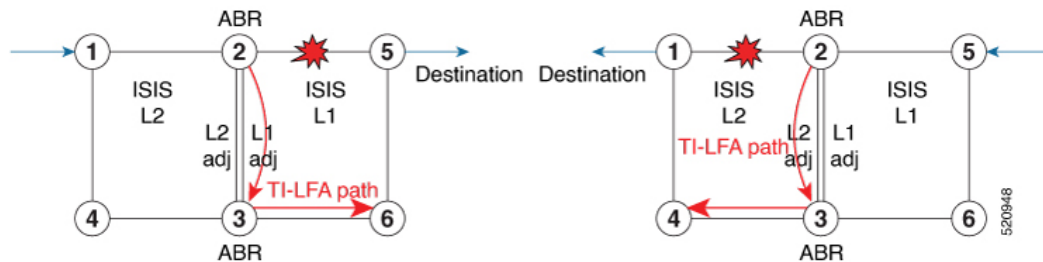 ABR
1
2
5
Destination
ISIS
L2
ISIS
L1
L2
adj
L1
adj
TI-LFA path
4
3
6
ABR
ABR
1
2
5
Destination
ISIS
L2
ISIS
L1
TI-LFA path
L2
adj
L1
adj
4
3
6
ABR
520948